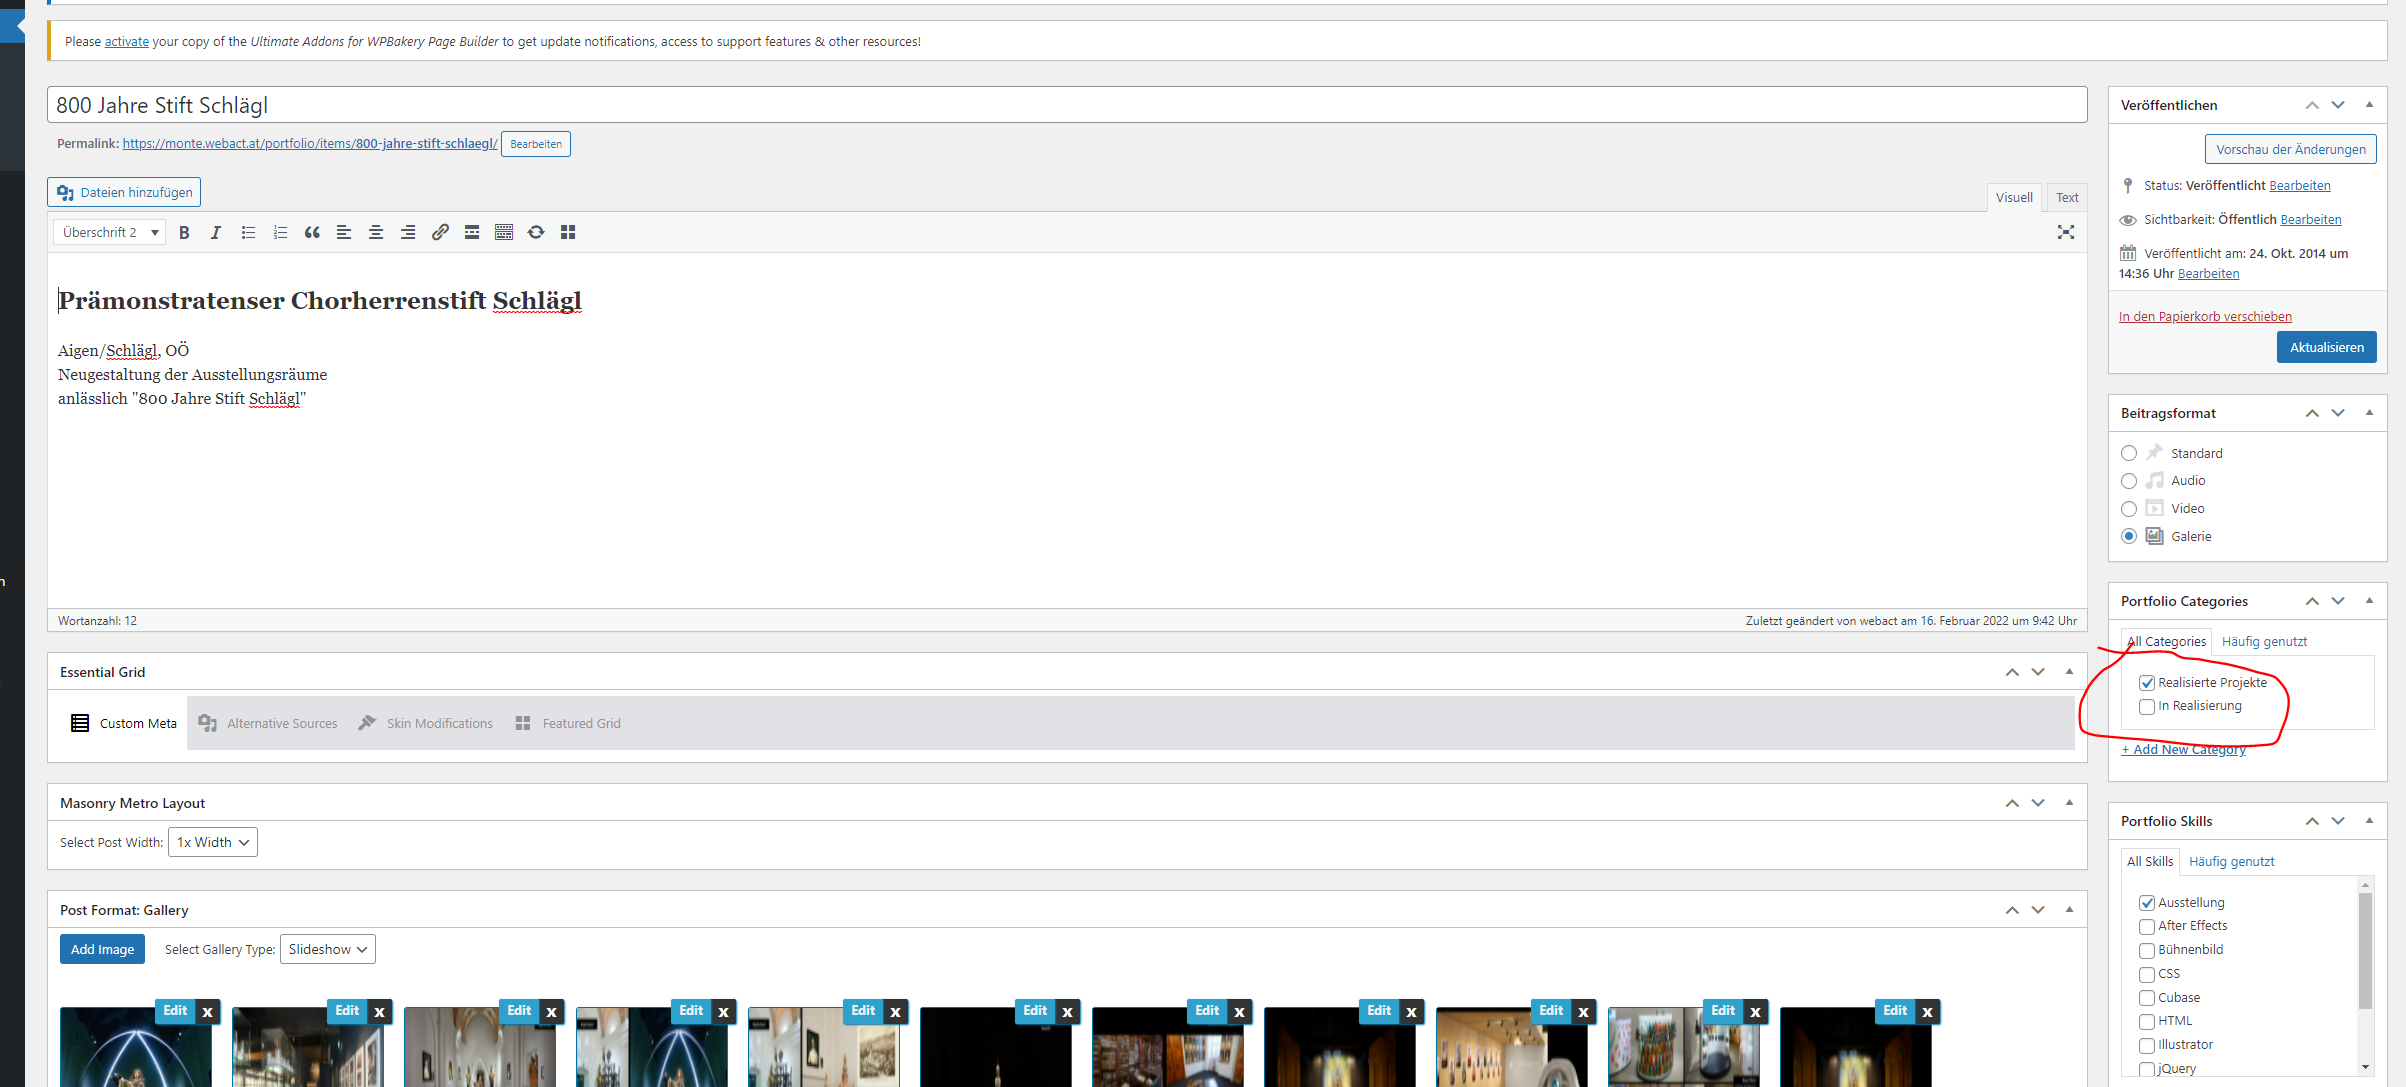 Please activate your copy of the Ultimate Addons for WPBakery Page Builder to get update notifications, access to support features & other resources!
800 Jahre Stift Schlägl
Permalink: https://monte.webact.at/portfolio/items/800-jahre-stift-schlaegl/ Bearbeiten
Dateien hinzufügen
Visuell Text
Überschrift 2
Prämonstratenser Chorherrenstift Schlägl
Aigen/Schlägl, OÖ
Neugestaltung der Ausstellungsräume
anlässlich "800 Jahre Stift Schlägl"
Wortanzahl: 12
Zuletzt geändert von webact am 16. Februar 2022 um 9:42 Uhr
Essential Grid
Custom Meta Alternative Sources Skin Modifications Featured Grid
Masonry Metro Layout
Select Post Width: 1x Width
Post Format: Gallery
Add Image Select Gallery Type: Slideshow
Edit x Edit x Edit x Edit x Edit x Edit x Edit x Edit x Edit x Edit x Edit x
Veröffentlichen
Vorschau der Änderungen
Status: Veröffentlicht Bearbeiten
Sichtbarkeit: Öffentlich Bearbeiten
Veröffentlicht am: 24. Okt. 2014 um
14:36 Uhr Bearbeiten
In den Papierkorb verschieben
Aktualisieren
Beitragsformat
Standard
Audio
Video
Galerie
Portfolio Categories
All Categories Häufig genutzt
Realisierte Projekte
In Realisierung
+ Add New Category
Portfolio Skills
All Skills Häufig genutzt
Ausstellung
After Effects
Bühnenbild
CSS
Cubase
HTML
Illustrator
jQuery